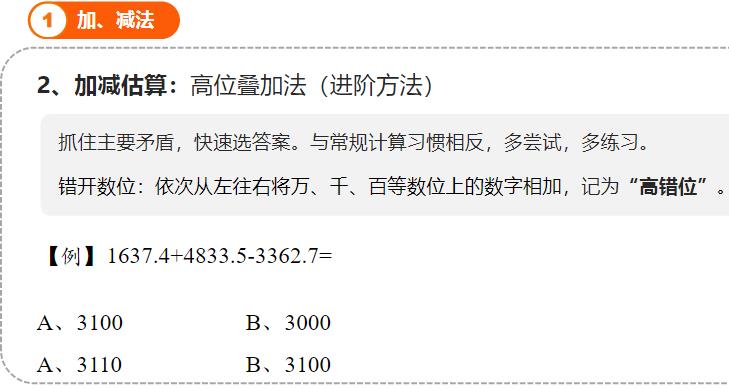 1 加、减法
2、加减估算：高位叠加法（进阶方法）
抓住主要矛盾，快速选答案。与常规计算习惯相反，多尝试，多练习。
错开数位：依次从左往右将万、千、百等数位上的数字相加，记为“高错位”。
【例】1637.4+4833.5-3362.7=
A、3100 B、3000
A、3110 B、3100